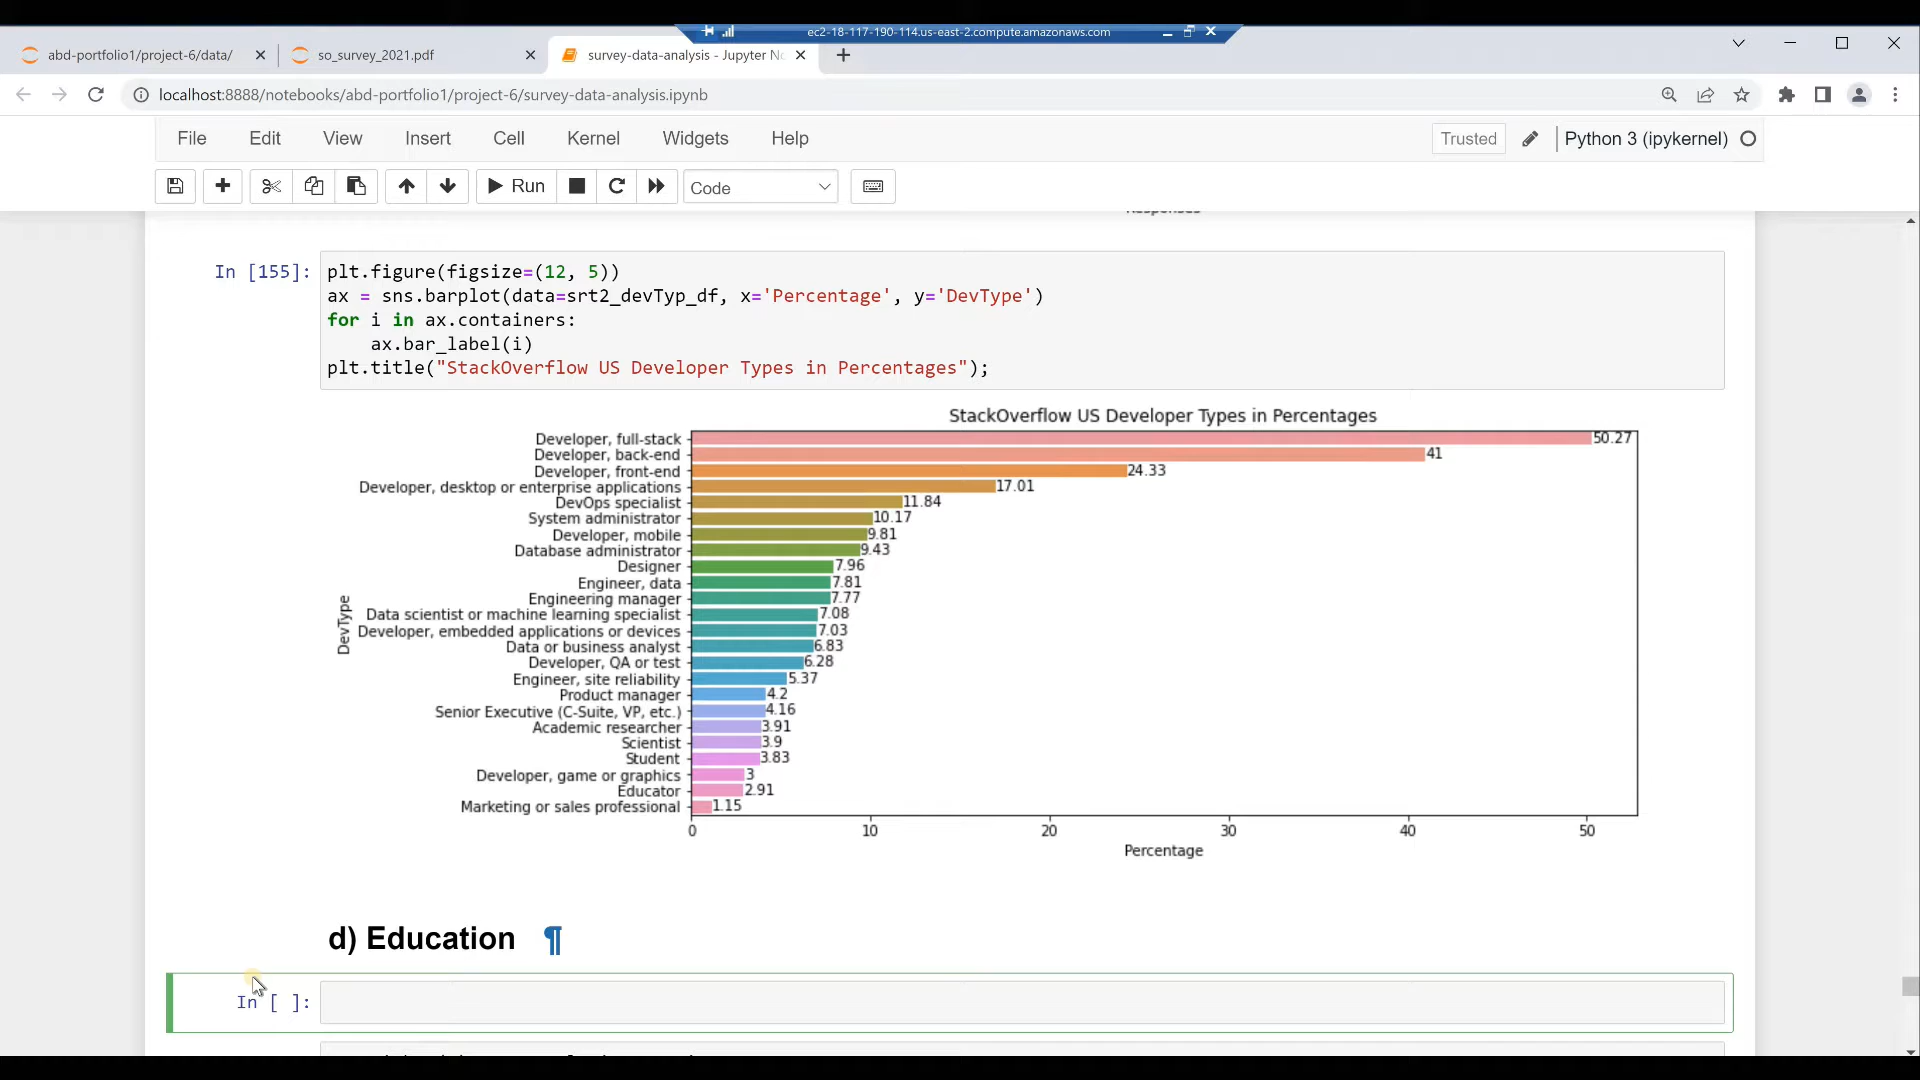 ec2-18-117-190-114.us-east-2.compute.amazonaws.com
abd-portfolio1/project-6/data/
so_survey_2021.pdf
survey-data-analysis - Jupyter No
localhost:8888/notebooks/abd-portfolio1/project-6/survey-data-analysis.ipynb
File Edit View Insert Cell Kernel Widgets Help
Trusted
Python 3 (ipykernel)
Run
Code
Responses
In [155]:
plt.figure(figsize=(12, 5))
ax = sns.barplot(data=srt2_devTyp_df, x='Percentage', y='DevType')
for i in ax.containers:
    ax.bar_label(i)
plt.title("StackOverflow US Developer Types in Percentages");
StackOverflow US Developer Types in Percentages
Developer, full-stack 50.27
Developer, back-end 41
Developer, front-end 24.33
Developer, desktop or enterprise applications 17.01
DevOps specialist 11.84
System administrator 10.17
Developer, mobile 9.81
Database administrator 9.43
Designer 7.96
Engineer, data 7.81
Engineering manager 7.77
Data scientist or machine learning specialist 7.08
Developer, embedded applications or devices 7.03
Data or business analyst 6.83
Developer, QA or test 6.28
Engineer, site reliability 5.37
Product manager 4.2
Senior Executive (C-Suite, VP, etc.) 4.16
Academic researcher 3.91
Scientist 3.9
Student 3.83
Developer, game or graphics 3
Educator 2.91
Marketing or sales professional 1.15
DevType
0 10 20 30 40 50
Percentage
d) Education ¶
In [ ]: